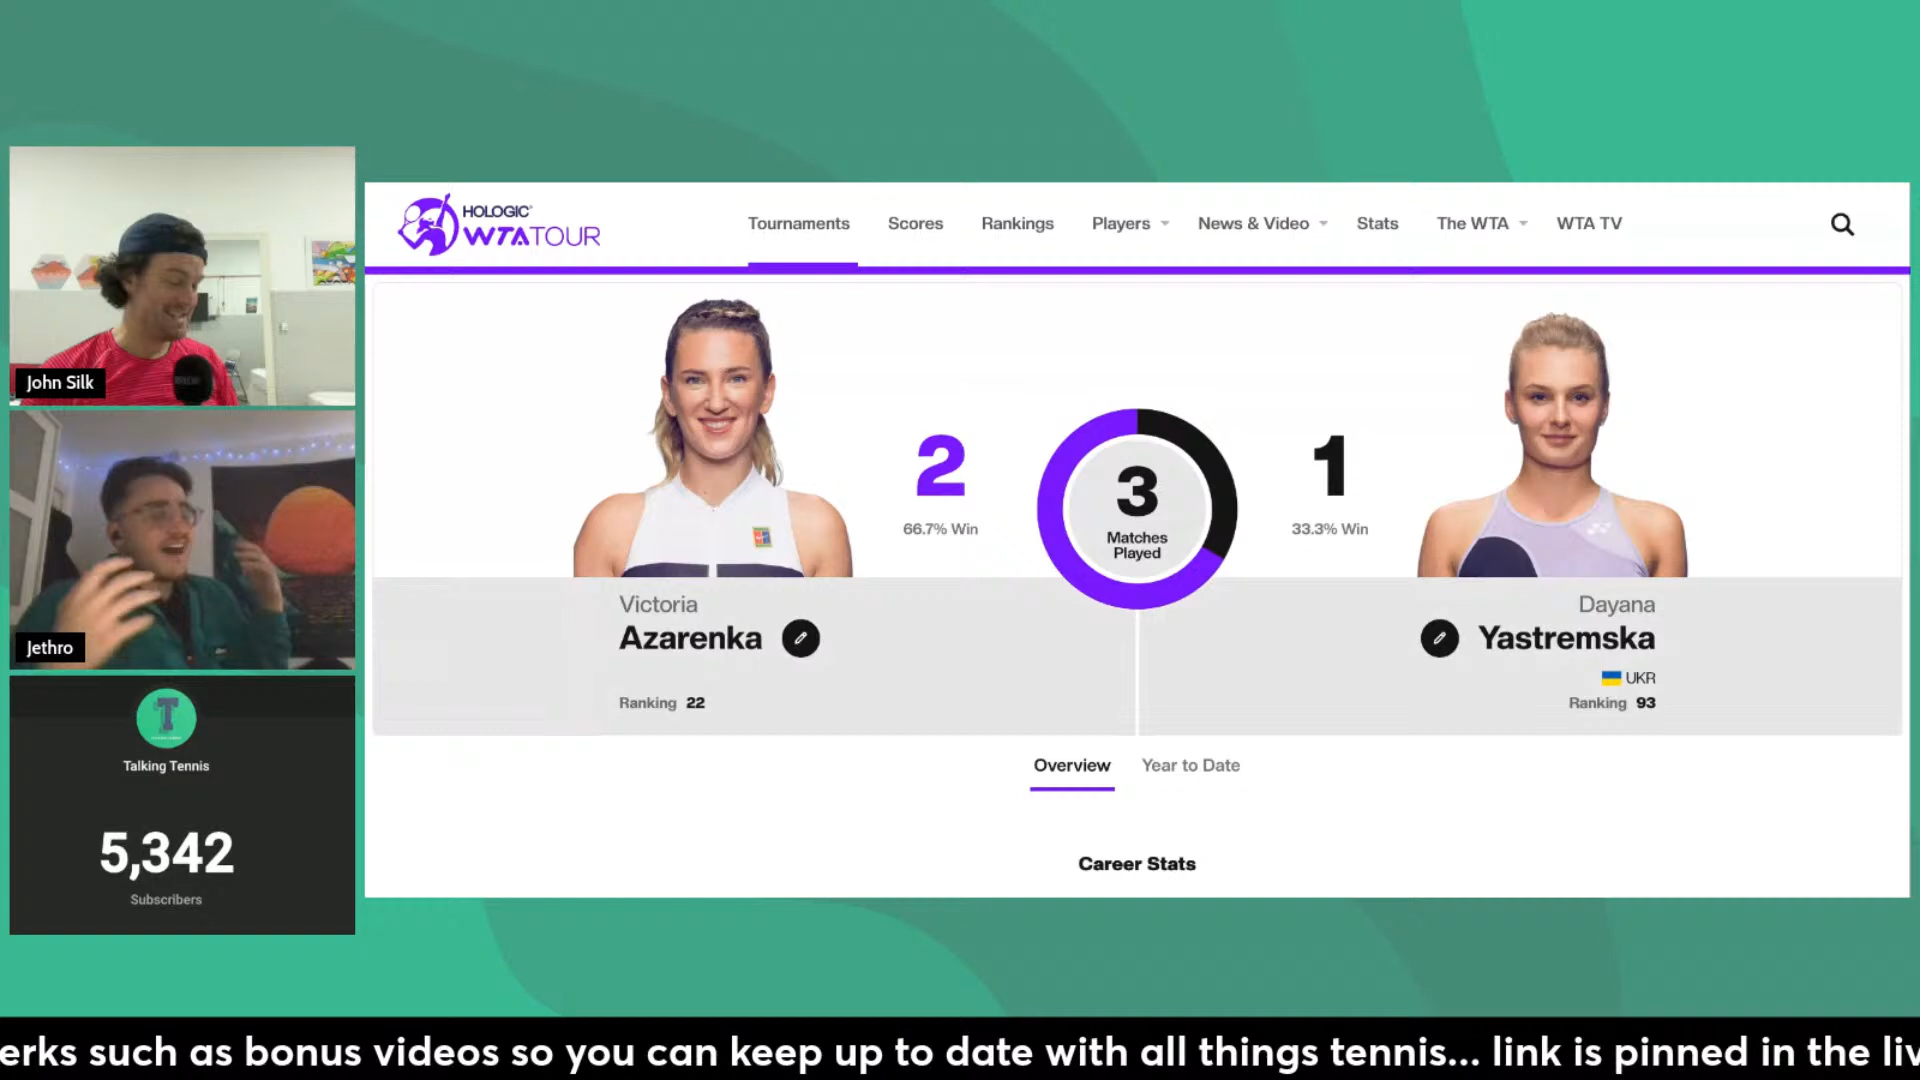 John Silk
Jethro
Talking Tennis
5,342
Subscribers
HOLOGIC
WTATOUR
Tournaments
Scores
Rankings
Players
News & Video
Stats
The WTA
WTA TV
2
66.7% Win
3
Matches
Played
1
33.3% Win
Victoria
Azarenka
Ranking 22
Dayana
Yastremska
UKR
Ranking 93
Overview
Year to Date
Career Stats
erks such as bonus videos so you can keep up to date with all things tennis... link is pinned in the liv